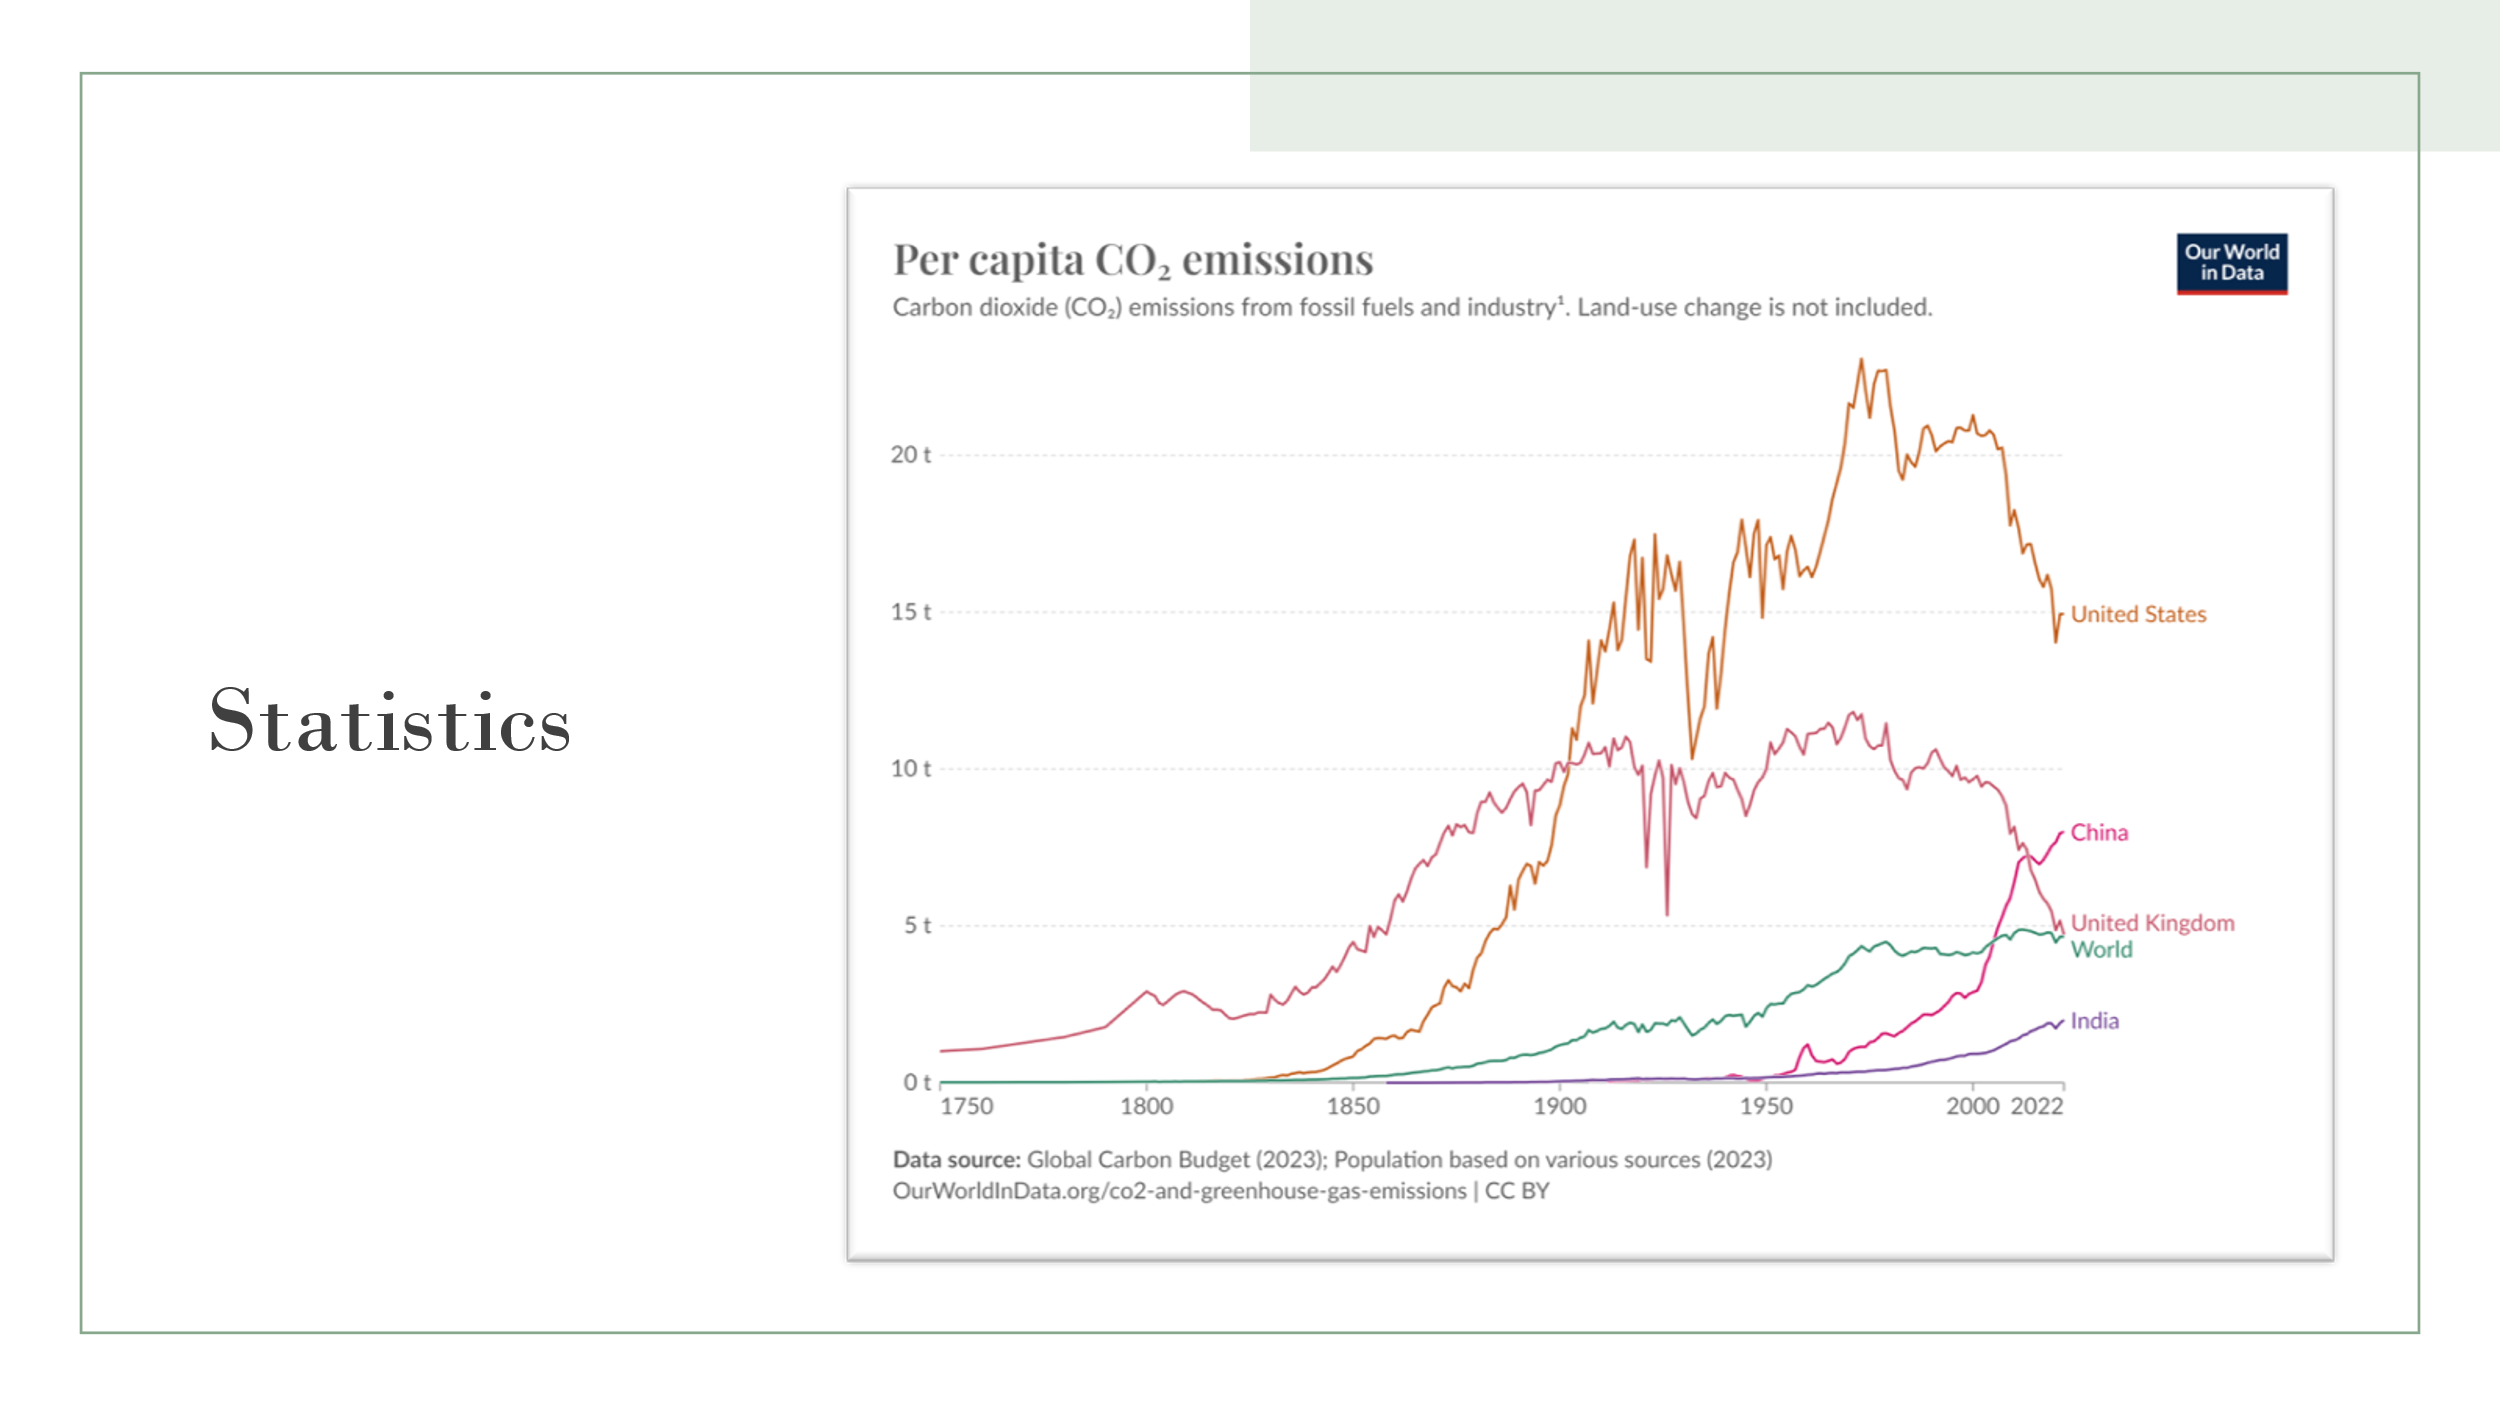 Statistics
Per capita CO₂ emissions
Our World
in Data
Carbon dioxide (CO₂) emissions from fossil fuels and industry¹. Land-use change is not included.
20 t
15 t
United States
10 t
China
5 t
United Kingdom
World
India
0 t
1750 1800 1850 1900 1950 2000 2022
Data source: Global Carbon Budget (2023); Population based on various sources (2023)
OurWorldInData.org/co2-and-greenhouse-gas-emissions | CC BY